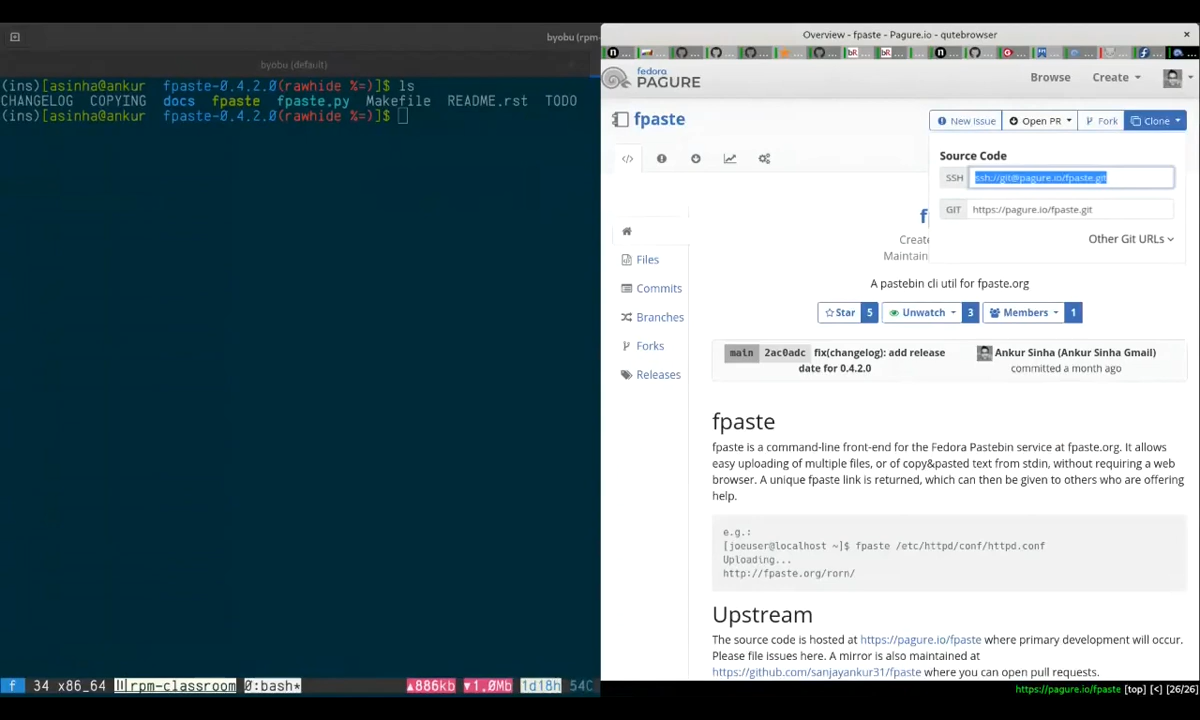 byobu (rpm-
byobu (default)
(ins)[asinha@ankur  fpaste-0.4.2.0(rawhide %=)]$ ls
CHANGELOG  COPYING  docs  fpaste  fpaste.py  Makefile  README.rst  TODO
(ins)[asinha@ankur  fpaste-0.4.2.0(rawhide %=)]$
f  34 x86_64  rpm-classroom  0:bash*  886kb  1.0Mb  1d18h  54C
Overview - fpaste - Pagure.io - qutebrowser
fedora
PAGURE
Browse
Create
fpaste
New Issue
Open PR
Fork
Clone
Source Code
SSH
ssh://git@pagure.io/fpaste.git
GIT
https://pagure.io/fpaste.git
Other Git URLs
Files
Commits
Branches
Forks
Releases
f
Create
Maintain
A pastebin cli util for fpaste.org
Star 5
Unwatch 3
Members 1
main 2ac0adc fix(changelog): add release
date for 0.4.2.0
Ankur Sinha (Ankur Sinha Gmail)
committed a month ago
fpaste
fpaste is a command-line front-end for the Fedora Pastebin service at fpaste.org. It allows
easy uploading of multiple files, or of copy&pasted text from stdin, without requiring a web
browser. A unique fpaste link is returned, which can then be given to others who are offering
help.
e.g.:
[joeuser@localhost ~]$ fpaste /etc/httpd/conf/httpd.conf
Uploading...
http://fpaste.org/rorn/
Upstream
The source code is hosted at https://pagure.io/fpaste where primary development will occur.
Please file issues here. A mirror is also maintained at
https://github.com/sanjayankur31/fpaste where you can open pull requests.
https://pagure.io/fpaste [top] [<] [26/26]